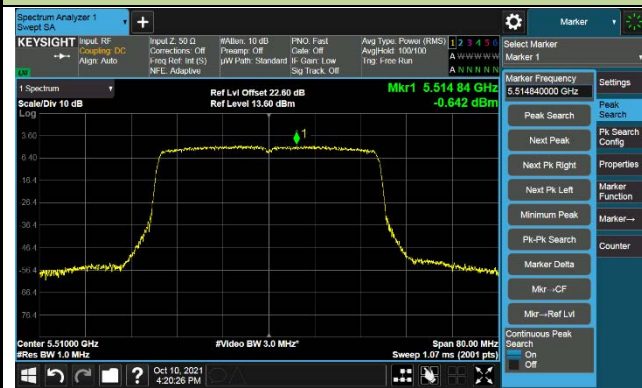 Spectrum Analyzer 1
Swept SA
Marker
KEYSIGHT
Input: RF
Coupling: DC
Align: Auto
Input Z: 50 Ω
Corrections: Off
Freq Ref: Int (S)
NFE: Adaptive
#Atten: 10 dB
Preamp: Off
µW Path: Standard
PNO: Fast
Gate: Off
IF Gain: Low
Sig Track: Off
Avg Type: Power (RMS)
Avg|Hold: 100/100
Trig: Free Run
1 2 3 4 5 6
A W W W W W
A N N N N N
LW
Select Marker
Marker 1
1 Spectrum
Scale/Div 10 dB
Log
Ref Lvl Offset 22.60 dB
Ref Level 13.60 dBm
Mkr1 5.514 84 GHz
-0.642 dBm
1
3.60
-6.40
-16.4
-26.4
-36.4
-46.4
-56.4
-66.4
-76.4
Center 5.51000 GHz
#Res BW 1.0 MHz
#Video BW 3.0 MHz*
Span 80.00 MHz
Sweep 1.07 ms (2001 pts)
Marker Frequency
5.514840000 GHz
Peak Search
Next Peak
Next Pk Right
Next Pk Left
Minimum Peak
Pk-Pk Search
Marker Delta
Mkr→CF
Mkr→Ref Lvl
Continuous Peak
Search
On
Off
Settings
Peak
Search
Pk Search
Config
Properties
Marker
Function
Marker→
Counter
Oct 10, 2021
4:20:26 PM